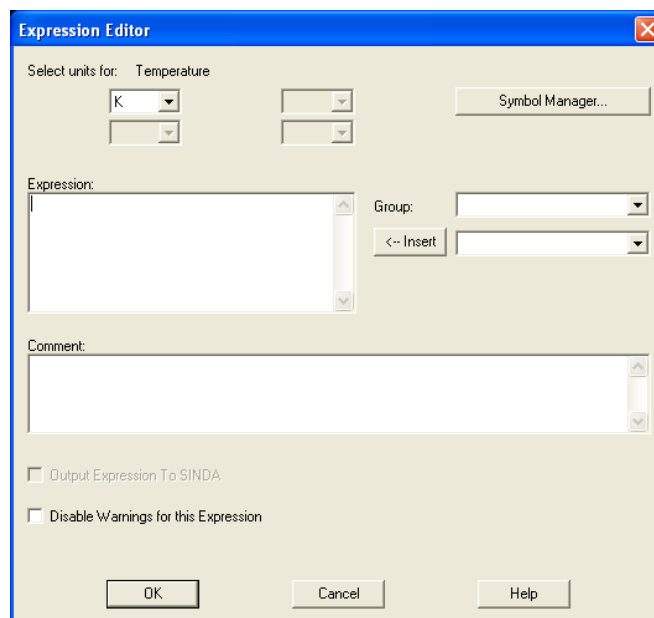 Expression Editor
Select units for: Temperature
K
Symbol Manager...
Expression:
Group:
<-- Insert
Comment:
Output Expression To SINDA
Disable Warnings for this Expression
OK Cancel Help